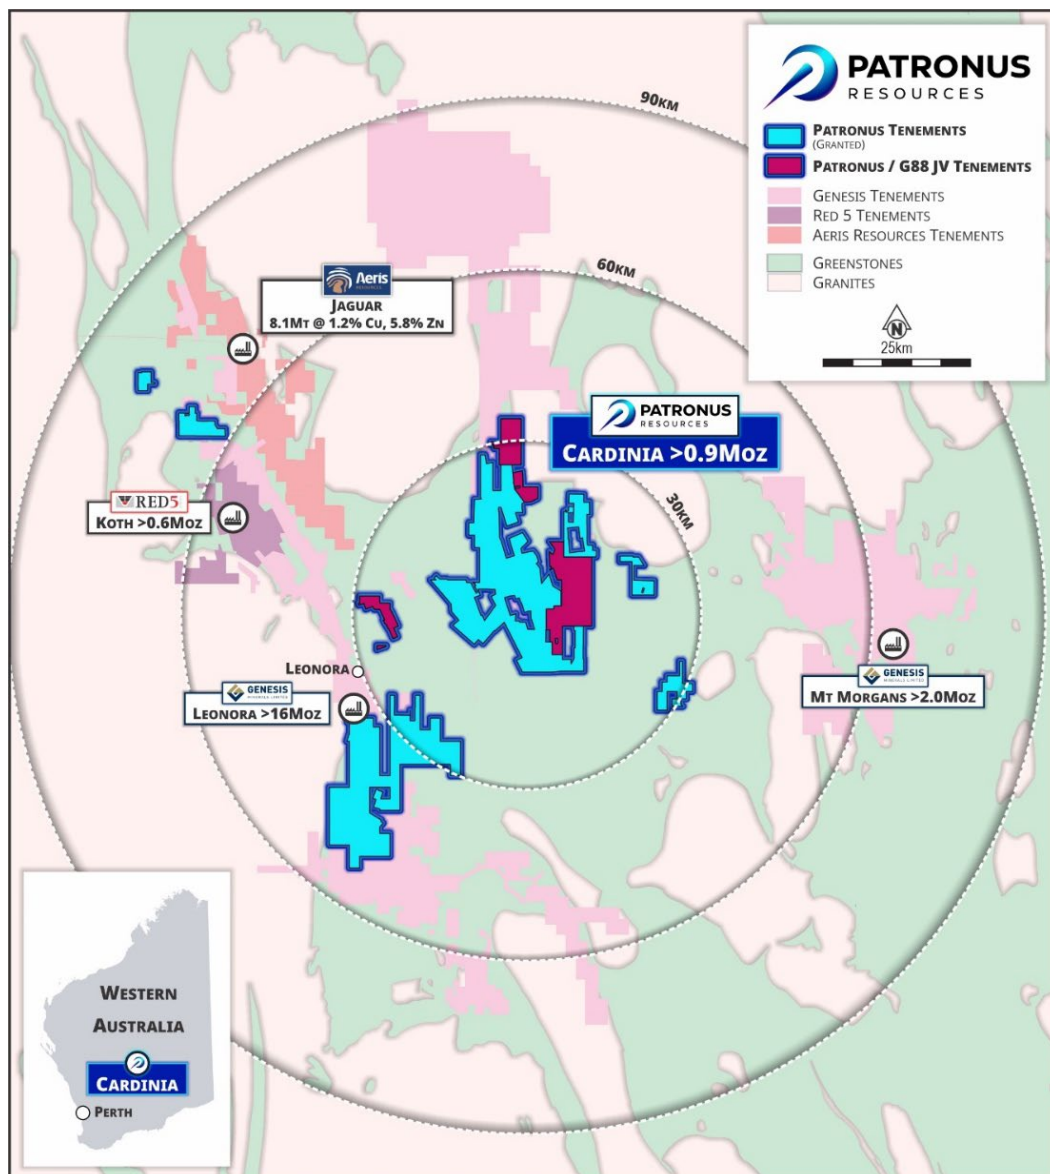 PATRONUS
RESOURCES
PATRONUS TENEMENTS
(GRANTED)
PATRONUS / G88 JV TENEMENTS
GENESIS TENEMENTS
RED 5 TENEMENTS
AERIS RESOURCES TENEMENTS
GREENSTONES
GRANITES
N
25km
90KM
60KM
Aeris
JAGUAR
8.1MT @ 1.2% CU, 5.8% ZN
PATRONUS
RESOURCES
CARDINIA >0.9MOZ
30KM
RED5
KOTH >0.6MOZ
LEONORA
GENESIS
LEONORA >16MOZ
GENESIS
MT MORGANS >2.0MOZ
WESTERN
AUSTRALIA
CARDINIA
PERTH